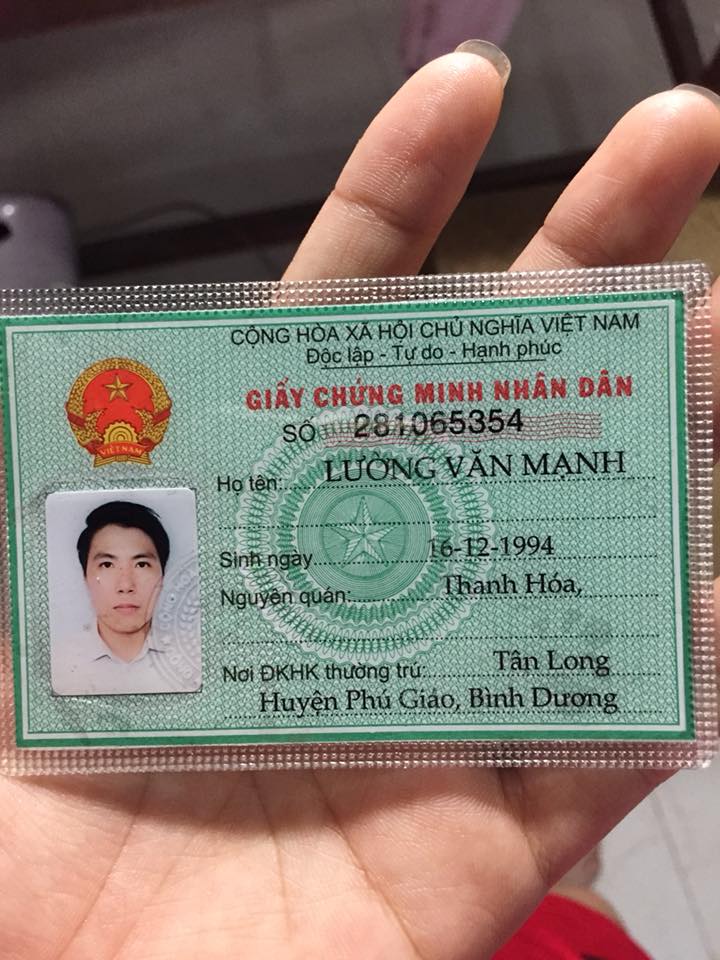 CỘNG HÒA XÃ HỘI CHỦ NGHĨA VIỆT NAM
Độc lập - Tự do - Hạnh phúc
GIẤY CHỨNG MINH NHÂN DÂN
SỐ 281065354
Họ tên: LƯỜNG VĂN MẠNH
Sinh ngày 16-12-1994
Nguyên quán: Thanh Hóa,
Nơi ĐKHK thường trú: Tân Long
Huyện Phú Giáo, Bình Dương
VIỆT NAM